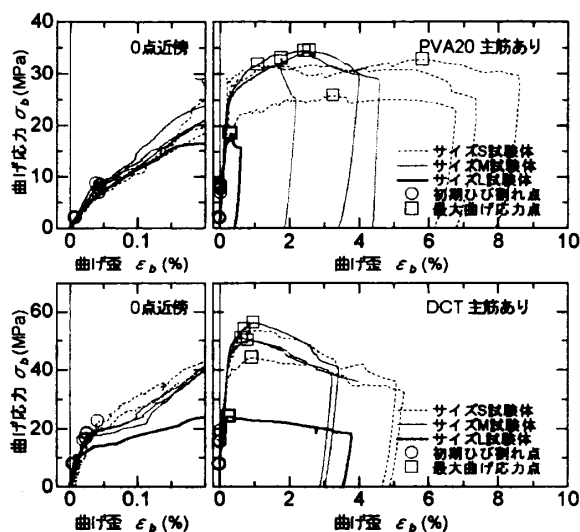 0点近傍
PVA20 主筋あり
曲げ応力 σb (MPa)
40
30
20
10
0
サイズS試験体
サイズM試験体
サイズL試験体
初期ひび割れ点
最大曲げ応力点
0
0.1
0
2
4
6
8
10
曲げ歪 εb (%)
曲げ歪 εb (%)
0点近傍
DCT 主筋あり
曲げ応力 σb (MPa)
60
40
20
0
サイズS試験体
サイズM試験体
サイズL試験体
初期ひび割れ点
最大曲げ応力点
0
0.1
0
2
4
6
8
10
曲げ歪 εb (%)
曲げ歪 εb (%)